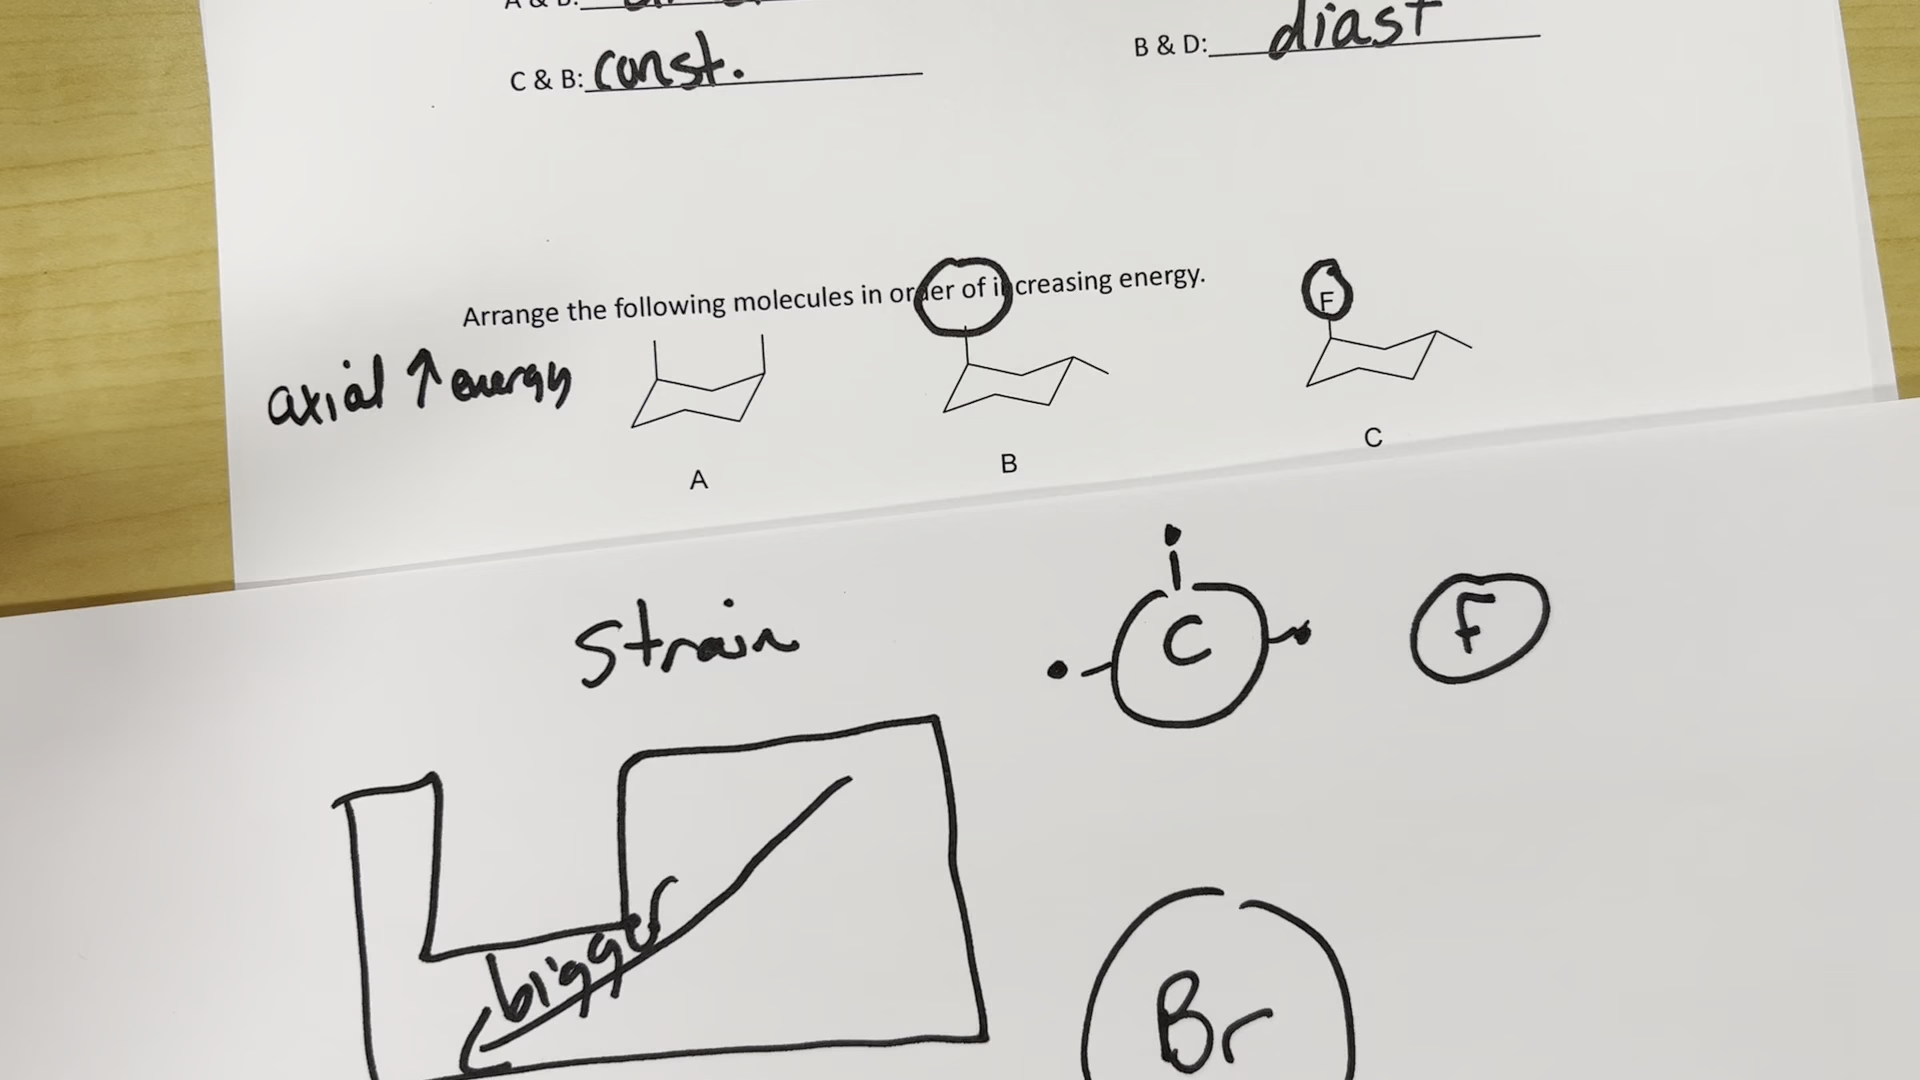 C & B: const.
B & D: diast
Arrange the following molecules in order of increasing energy.
F
axial ↑ energy
A
B
C
Strain
C
F
bigger
Br